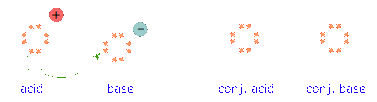 +
−
acid base conj. acid conj. base